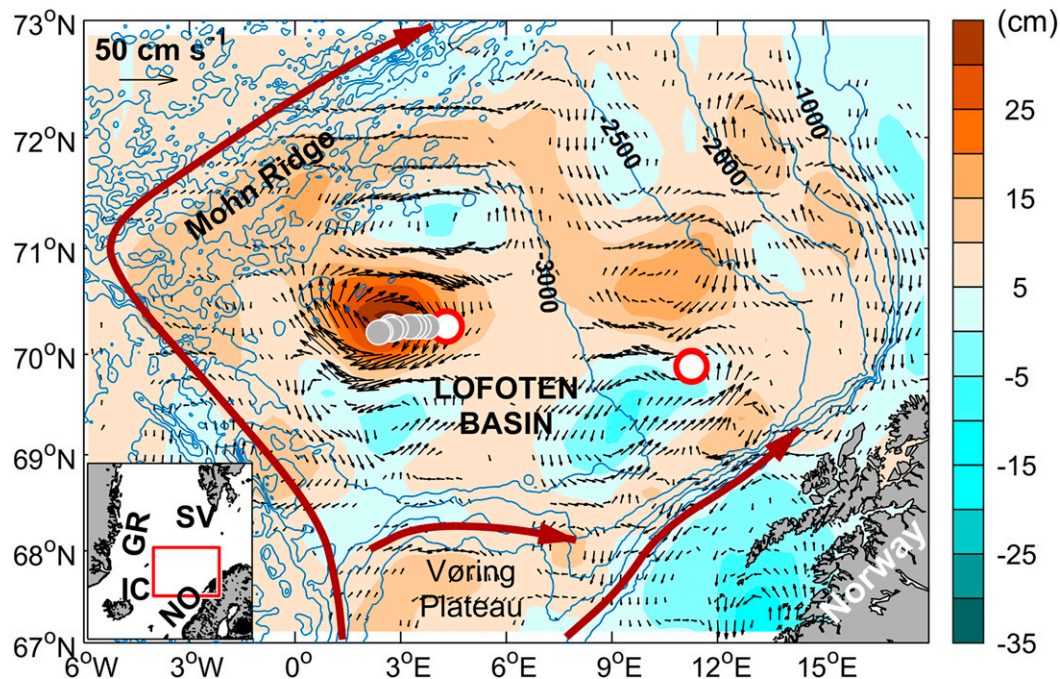 73°N
72°N
71°N
70°N
69°N
68°N
67°N
6°W
3°W
0°
3°E
6°E
9°E
12°E
15°E
50 cm s-1
Mohn Ridge
-2500
-2000
-1000
-3000
LOFOTEN
BASIN
Vøring
Plateau
Norway
GR
SV
IC
NO
(cm)
25
15
5
-5
-15
-25
-35